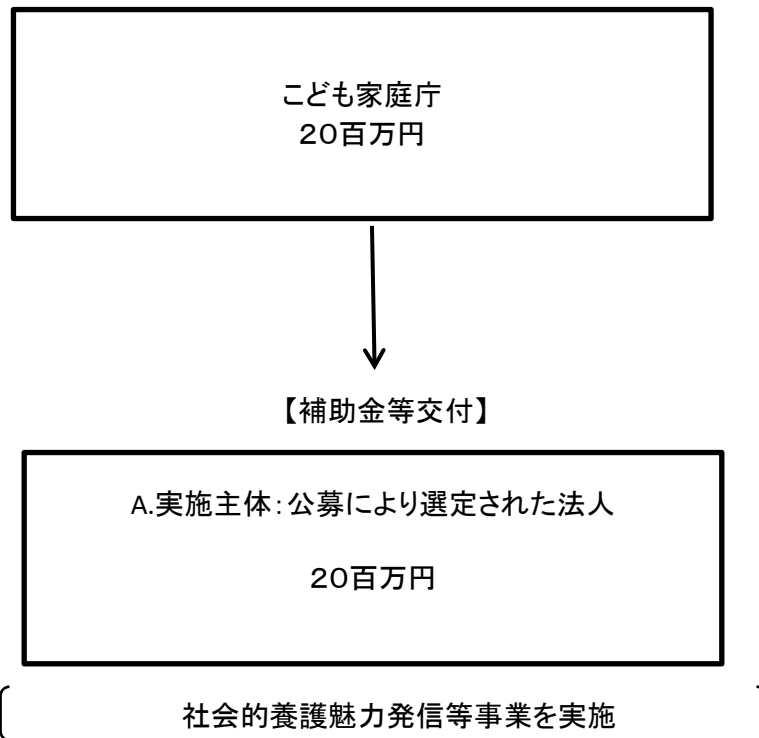 こども家庭庁
２０百万円
【補助金等交付】
A.実施主体：公募により選定された法人
２０百万円
社会的養護魅力発信等事業を実施